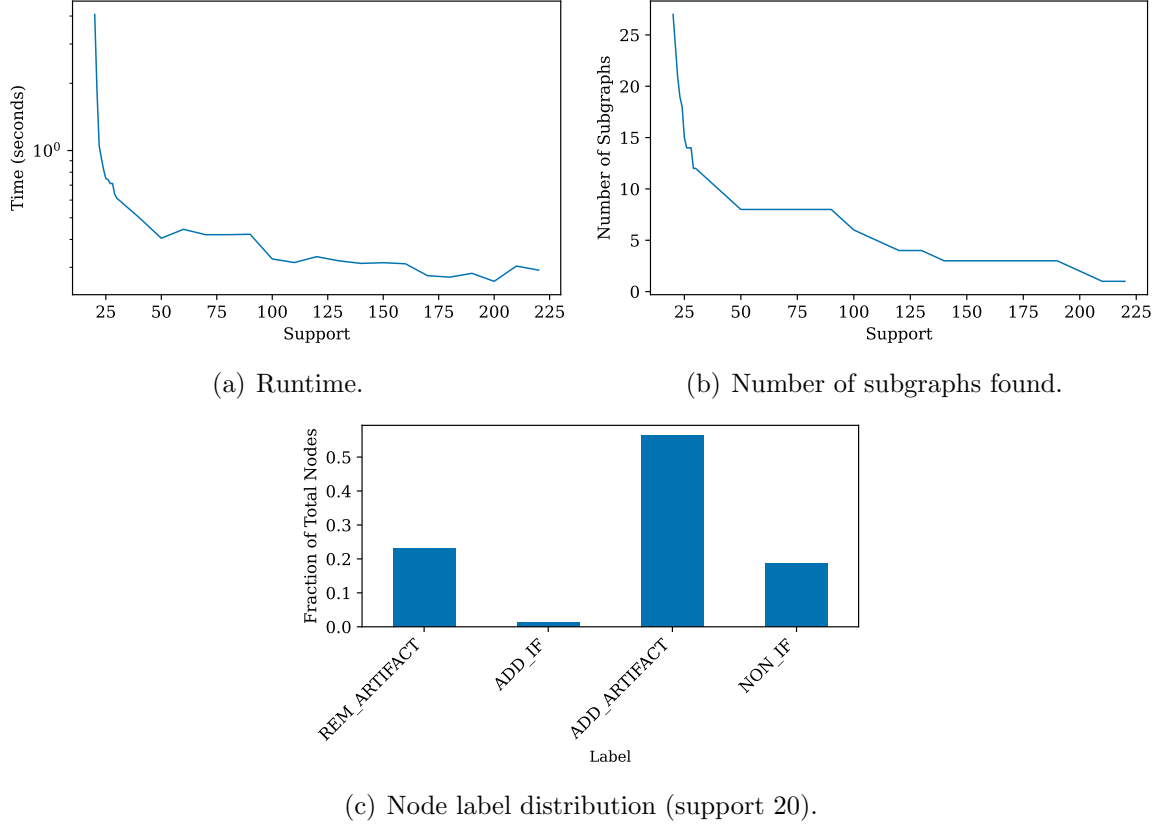 10^0
Time (seconds)
25 50 75 100 125 150 175 200 225
Support
(a) Runtime.
25
20
15
10
5
0
Number of Subgraphs
25 50 75 100 125 150 175 200 225
Support
(b) Number of subgraphs found.
0.5
0.4
0.3
0.2
0.1
0.0
Fraction of Total Nodes
REM_ARTIFACT
ADD_IF
ADD_ARTIFACT
NON_IF
Label
(c) Node label distribution (support 20).